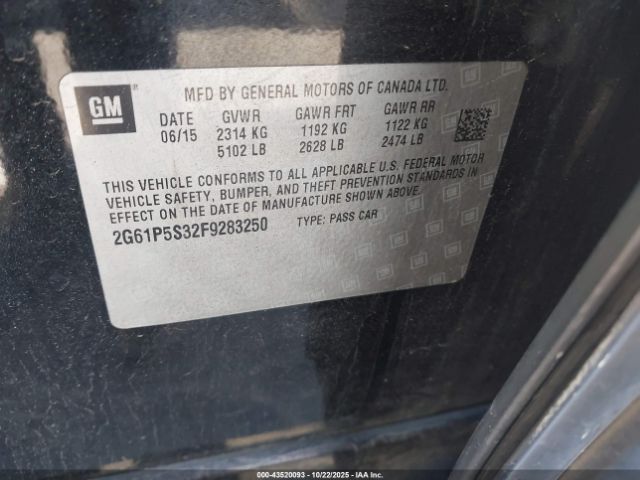 GM
MFD BY GENERAL MOTORS OF CANADA LTD.
DATE GVWR GAWR FRT GAWR RR
06/15 2314 KG 1192 KG 1122 KG
5102 LB 2628 LB 2474 LB
THIS VEHICLE CONFORMS TO ALL APPLICABLE U.S. FEDERAL MOTOR
VEHICLE SAFETY, BUMPER, AND THEFT PREVENTION STANDARDS IN
EFFECT ON THE DATE OF MANUFACTURE SHOWN ABOVE.
2G61P5S32F9283250 TYPE: PASS CAR
000-43520093 - 10/22/2025 - IAA, Inc.